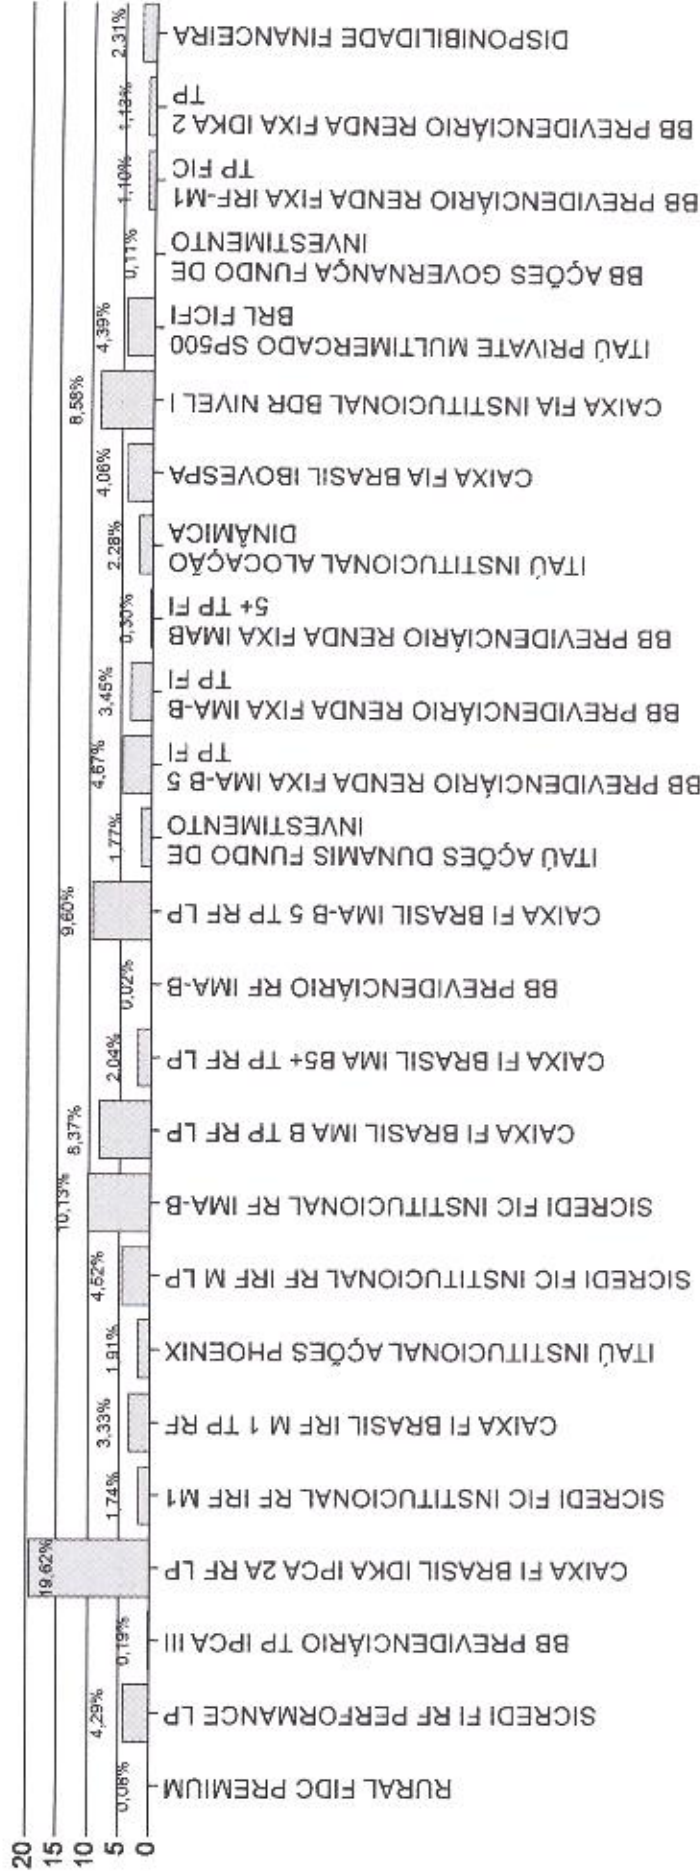 20
15
10
5
0
0,08%
RURAL FIDC PREMIUM
4,29%
SICREDI FI RF PERFORMANCE LP
0,19%
BB PREVIDENCIÁRIO TP IPCA III
19,62%
CAIXA FI BRASIL IDKA IPCA 2A RF LP
1,74%
SICREDI FIC INSTITUCIONAL RF IRF M1
3,33%
CAIXA FI BRASIL IRF M 1 TP RF
1,91%
ITAÚ INSTITUCIONAL AÇÕES PHOENIX
4,52%
SICREDI FIC INSTITUCIONAL RF IRF M LP
10,13%
SICREDI FIC INSTITUCIONAL RF IMA-B
8,37%
CAIXA FI BRASIL IMA B TP RF LP
2,04%
CAIXA FI BRASIL IMA B5+ TP RF LP
0,02%
BB PREVIDENCIÁRIO RF IMA-B
9,60%
CAIXA FI BRASIL IMA-B 5 TP RF LP
1,77%
ITAÚ AÇÕES DUNAMIS FUNDO DE
INVESTIMENTO
4,67%
BB PREVIDENCIÁRIO RENDA FIXA IMA-B 5
TP FI
3,45%
BB PREVIDENCIÁRIO RENDA FIXA IMA-B
TP FI
0,30%
BB PREVIDENCIÁRIO RENDA FIXA IMAB
5+ TP FI
2,28%
ITAÚ INSTITUCIONAL ALOCAÇÃO
DINÂMICA
4,06%
CAIXA FIA BRASIL IBOVESPA
8,58%
CAIXA FIA INSTITUCIONAL BDR NIVEL I
4,39%
ITAÚ PRIVATE MULTIMERCADO SP500
BRL FICFI
0,11%
BB AÇÕES GOVERNANÇA FUNDO DE
INVESTIMENTO
1,10%
BB PREVIDENCIÁRIO RENDA FIXA IRF-M1
TP FIC
1,13%
BB PREVIDENCIÁRIO RENDA FIXA IDKA 2
TP
2,31%
DISPONIBILIDADE FINANCEIRA